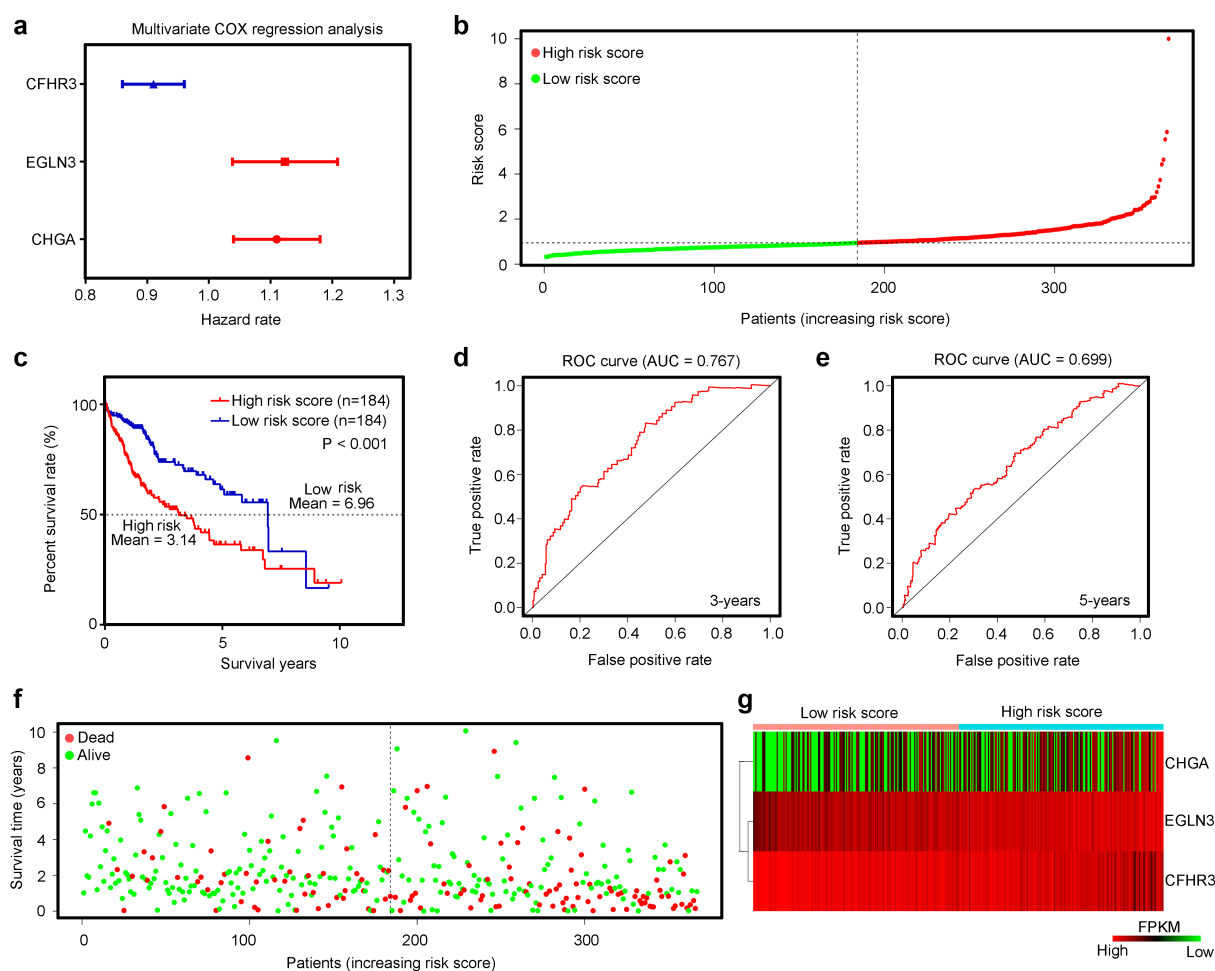 a
Multivariate COX regression analysis
CFHR3
EGLN3
CHGA
0.8 0.9 1.0 1.1 1.2 1.3
Hazard rate
b
High risk score
Low risk score
10
8
6
4
2
0
Risk score
0 100 200 300
Patients (increasing risk score)
c
High risk score (n=184)
Low risk score (n=184)
P < 0.001
Low risk
Mean = 6.96
High risk
Mean = 3.14
100
50
0
Percent survival rate (%)
0 5 10
Survival years
d
ROC curve (AUC = 0.767)
1.0
0.8
0.6
0.4
0.2
0.0
True positive rate
3-years
0.0 0.2 0.4 0.6 0.8 1.0
False positive rate
e
ROC curve (AUC = 0.699)
1.0
0.8
0.6
0.4
0.2
0.0
True positive rate
5-years
0.0 0.2 0.4 0.6 0.8 1.0
False positive rate
f
Dead
Alive
10
8
6
4
2
0
Survival time (years)
0 100 200 300
Patients (increasing risk score)
g
Low risk score High risk score
CHGA
EGLN3
CFHR3
FPKM
High Low